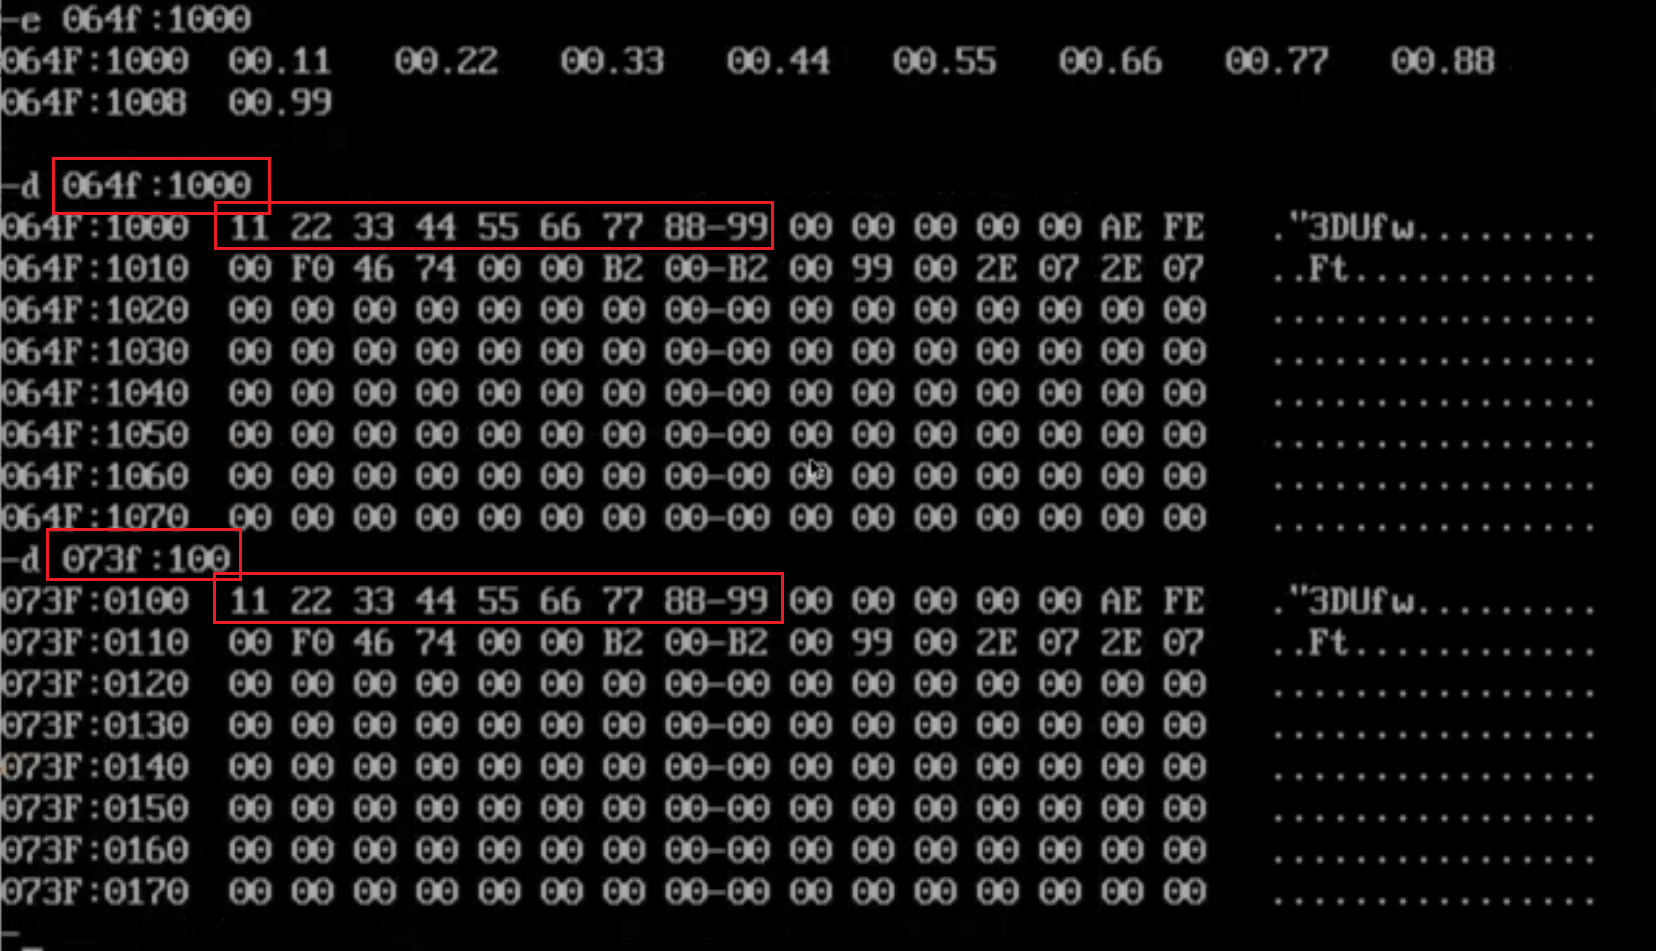 -e 064f:1000
064F:1000 00.11 00.22 00.33 00.44 00.55 00.66 00.77 00.88
064F:1008 00.99
-d 064f:1000
064F:1000 11 22 33 44 55 66 77 88-99 00 00 00 00 00 AE FE ."3DUfw.........
064F:1010 00 F0 46 74 00 00 B2 00-B2 00 99 00 2E 07 2E 07 ..Ft............
064F:1020 00 00 00 00 00 00 00 00-00 00 00 00 00 00 00 00 ................
064F:1030 00 00 00 00 00 00 00 00-00 00 00 00 00 00 00 00 ................
064F:1040 00 00 00 00 00 00 00 00-00 00 00 00 00 00 00 00 ................
064F:1050 00 00 00 00 00 00 00 00-00 00 00 00 00 00 00 00 ................
064F:1060 00 00 00 00 00 00 00 00-00 00 00 00 00 00 00 00 ................
064F:1070 00 00 00 00 00 00 00 00-00 00 00 00 00 00 00 00 ................
-d 073f:100
073F:0100 11 22 33 44 55 66 77 88-99 00 00 00 00 00 AE FE ."3DUfw.........
073F:0110 00 F0 46 74 00 00 B2 00-B2 00 99 00 2E 07 2E 07 ..Ft............
073F:0120 00 00 00 00 00 00 00 00-00 00 00 00 00 00 00 00 ................
073F:0130 00 00 00 00 00 00 00 00-00 00 00 00 00 00 00 00 ................
073F:0140 00 00 00 00 00 00 00 00-00 00 00 00 00 00 00 00 ................
073F:0150 00 00 00 00 00 00 00 00-00 00 00 00 00 00 00 00 ................
073F:0160 00 00 00 00 00 00 00 00-00 00 00 00 00 00 00 00 ................
073F:0170 00 00 00 00 00 00 00 00-00 00 00 00 00 00 00 00 ................
-